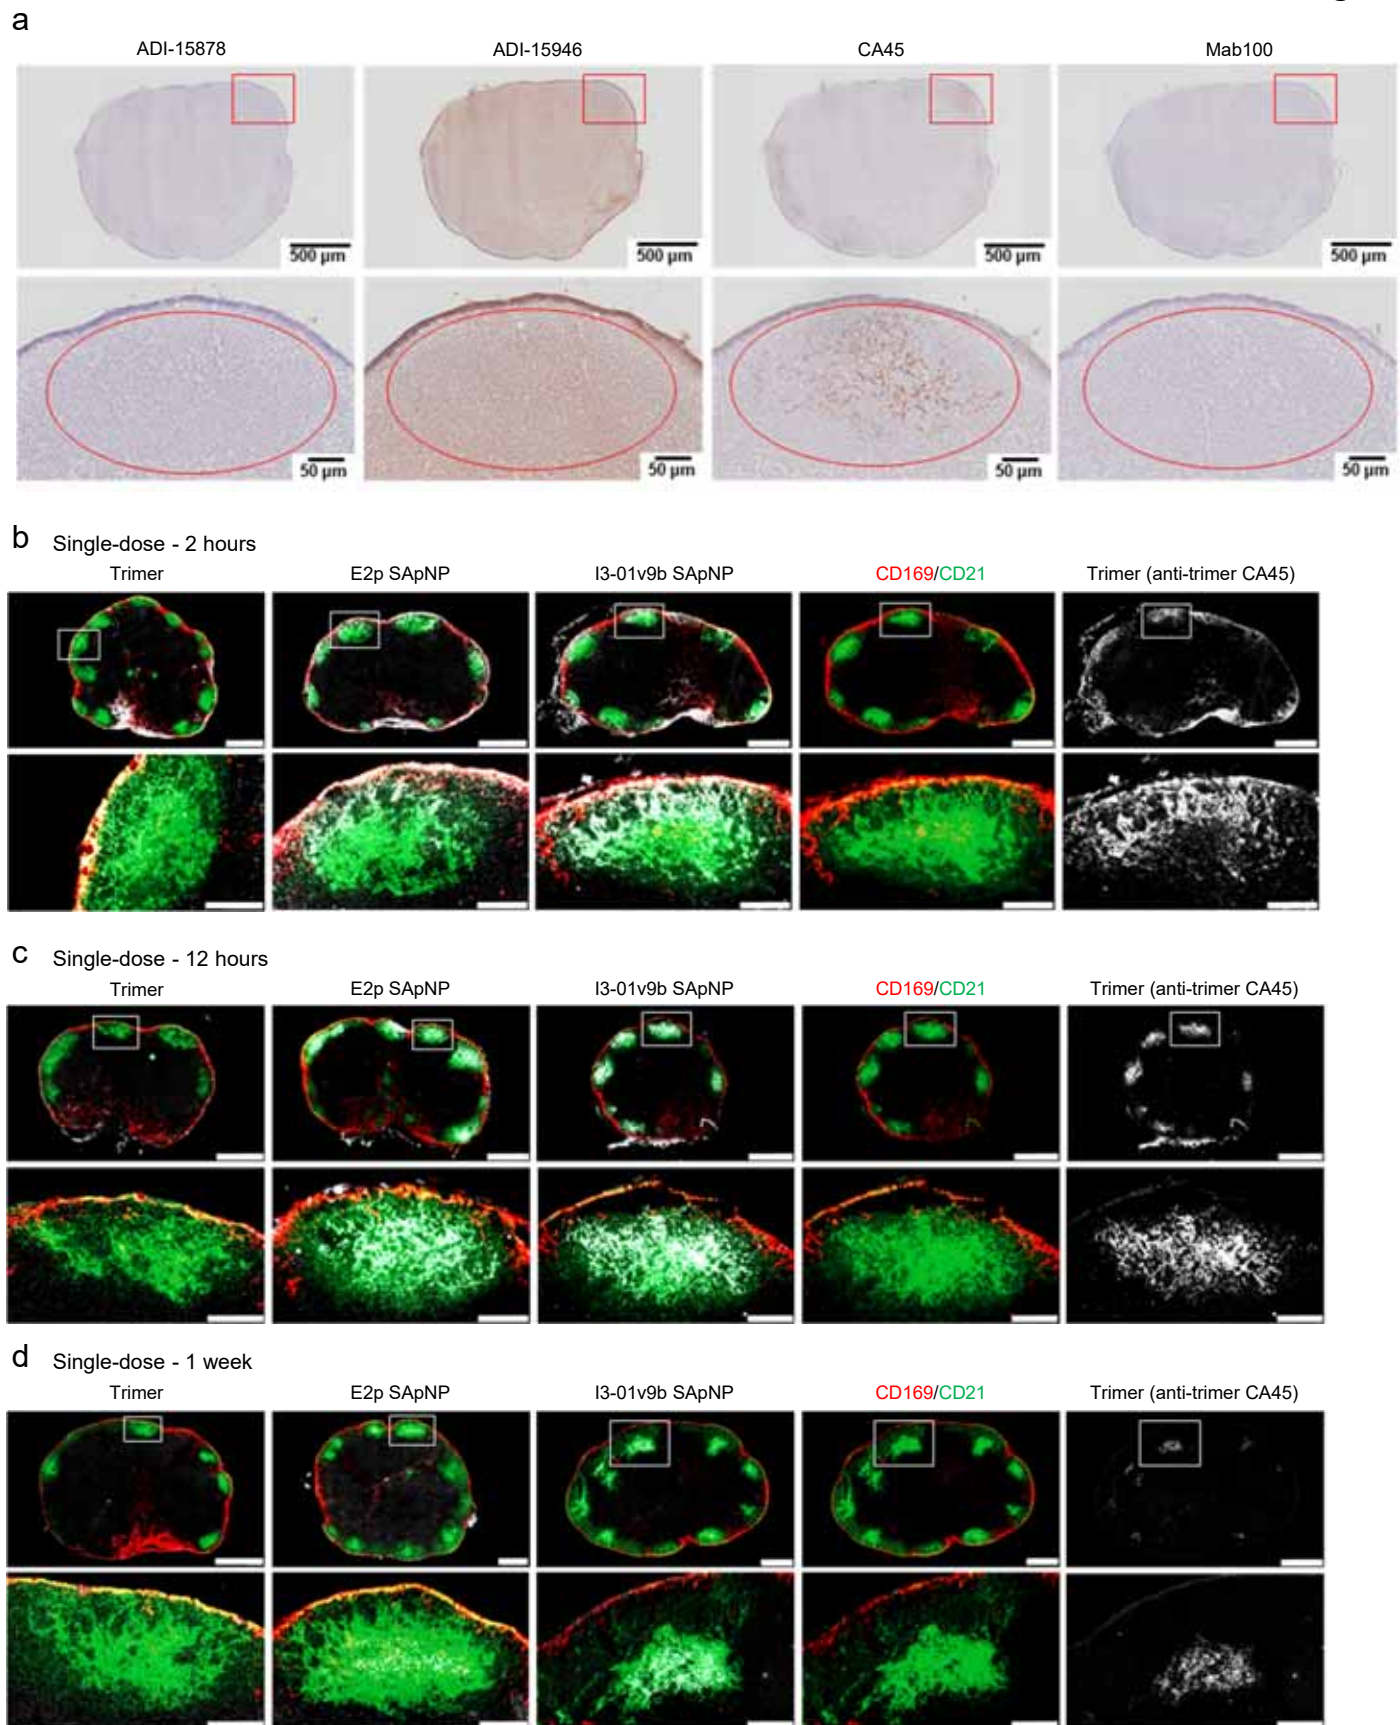 a
ADI-15878 ADI-15946 CA45 Mab100
500 µm 500 µm 500 µm 500 µm
50 µm 50 µm 50 µm 50 µm
b Single-dose - 2 hours
Trimer E2p SApNP I3-01v9b SApNP CD169/CD21 Trimer (anti-trimer CA45)
c Single-dose - 12 hours
Trimer E2p SApNP I3-01v9b SApNP CD169/CD21 Trimer (anti-trimer CA45)
d Single-dose - 1 week
Trimer E2p SApNP I3-01v9b SApNP CD169/CD21 Trimer (anti-trimer CA45)